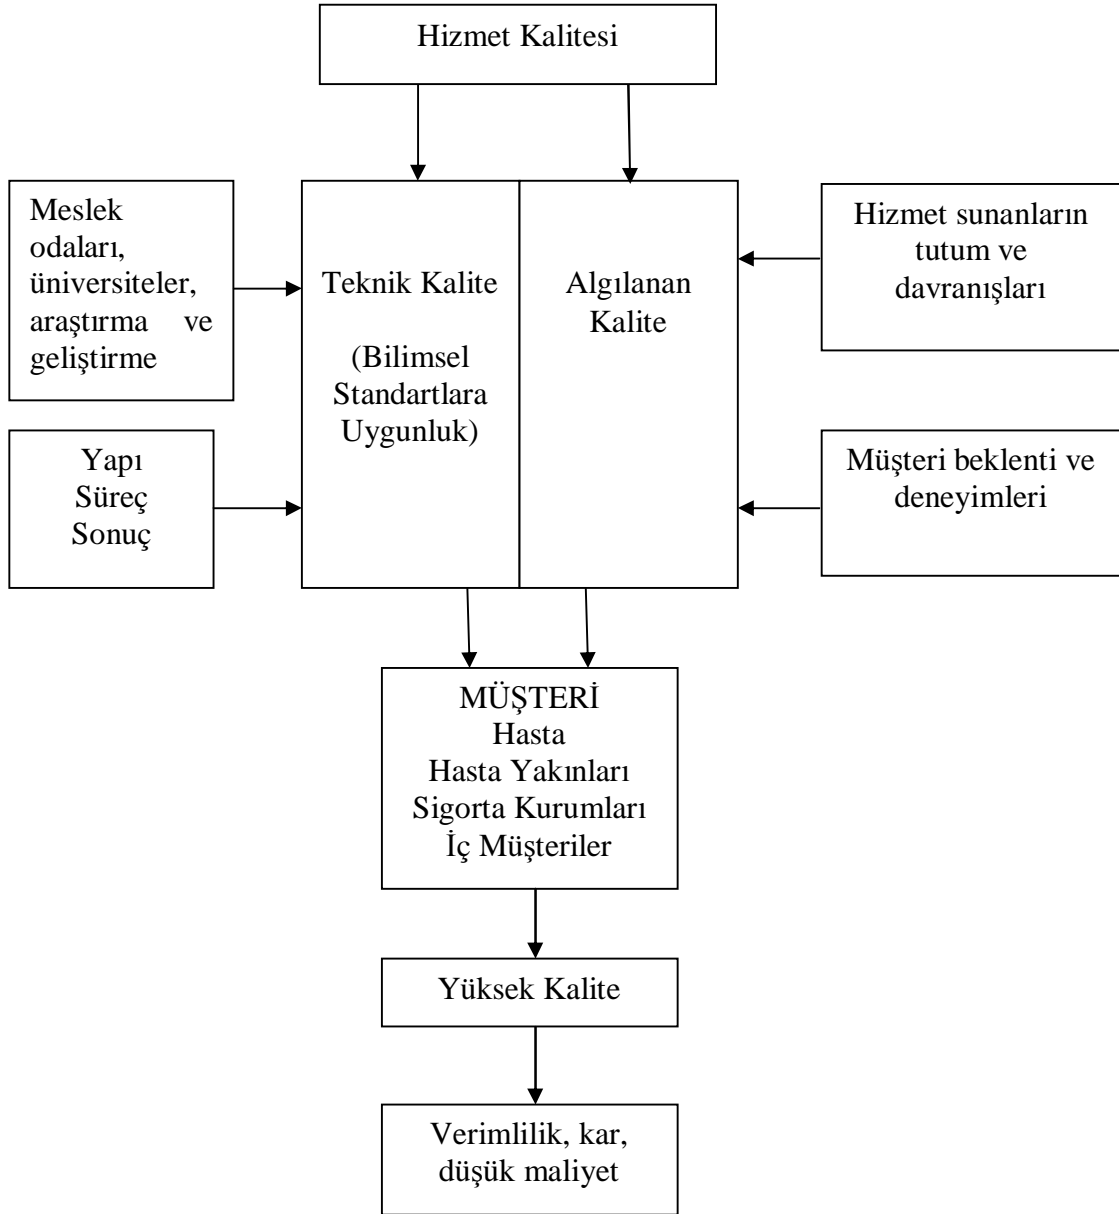 Hizmet Kalitesi
Meslek
odaları,
üniversiteler,
araştırma ve
geliştirme
Teknik Kalite
(Bilimsel
Standartlara
Uygunluk)
Algılanan
Kalite
Hizmet sunanların
tutum ve
davranışları
Yapı
Süreç
Sonuç
Müşteri beklenti ve
deneyimleri
MÜŞTERİ
Hasta
Hasta Yakınları
Sigorta Kurumları
İç Müşteriler
Yüksek Kalite
Verimlilik, kar,
düşük maliyet